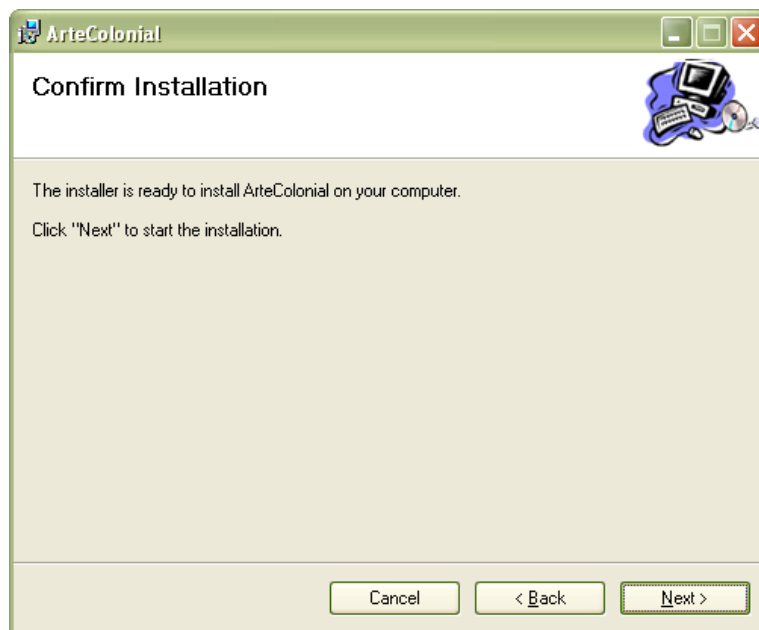 ArteColonial
Confirm Installation
The installer is ready to install ArteColonial on your computer.
Click "Next" to start the installation.
Cancel
< Back
Next >